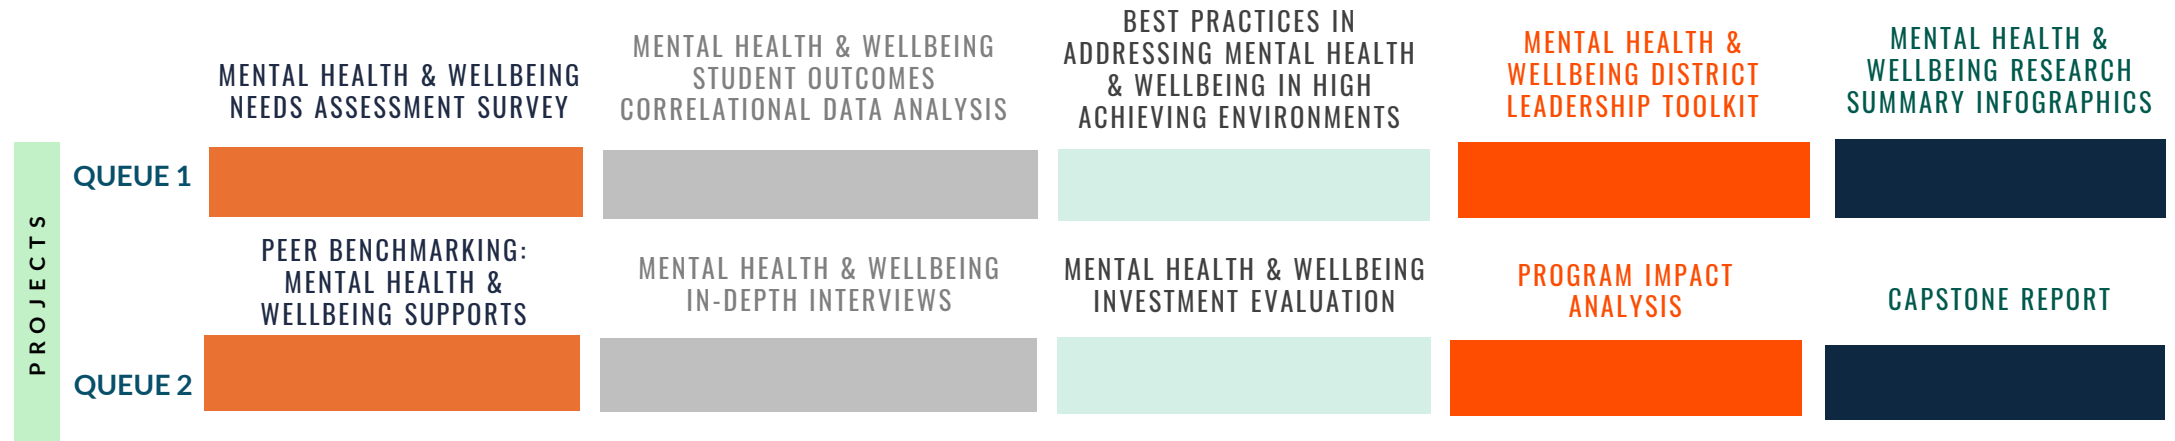 MENTAL HEALTH & WELLBEING
NEEDS ASSESSMENT SURVEY
MENTAL HEALTH & WELLBEING
STUDENT OUTCOMES
CORRELATIONAL DATA ANALYSIS
BEST PRACTICES IN
ADDRESSING MENTAL HEALTH
& WELLBEING IN HIGH
ACHIEVING ENVIRONMENTS
MENTAL HEALTH &
WELLBEING DISTRICT
LEADERSHIP TOOLKIT
MENTAL HEALTH &
WELLBEING RESEARCH
SUMMARY INFOGRAPHICS
PROJECTS
QUEUE 1
PEER BENCHMARKING:
MENTAL HEALTH &
WELLBEING SUPPORTS
MENTAL HEALTH & WELLBEING
IN-DEPTH INTERVIEWS
MENTAL HEALTH & WELLBEING
INVESTMENT EVALUATION
PROGRAM IMPACT
ANALYSIS
CAPSTONE REPORT
QUEUE 2